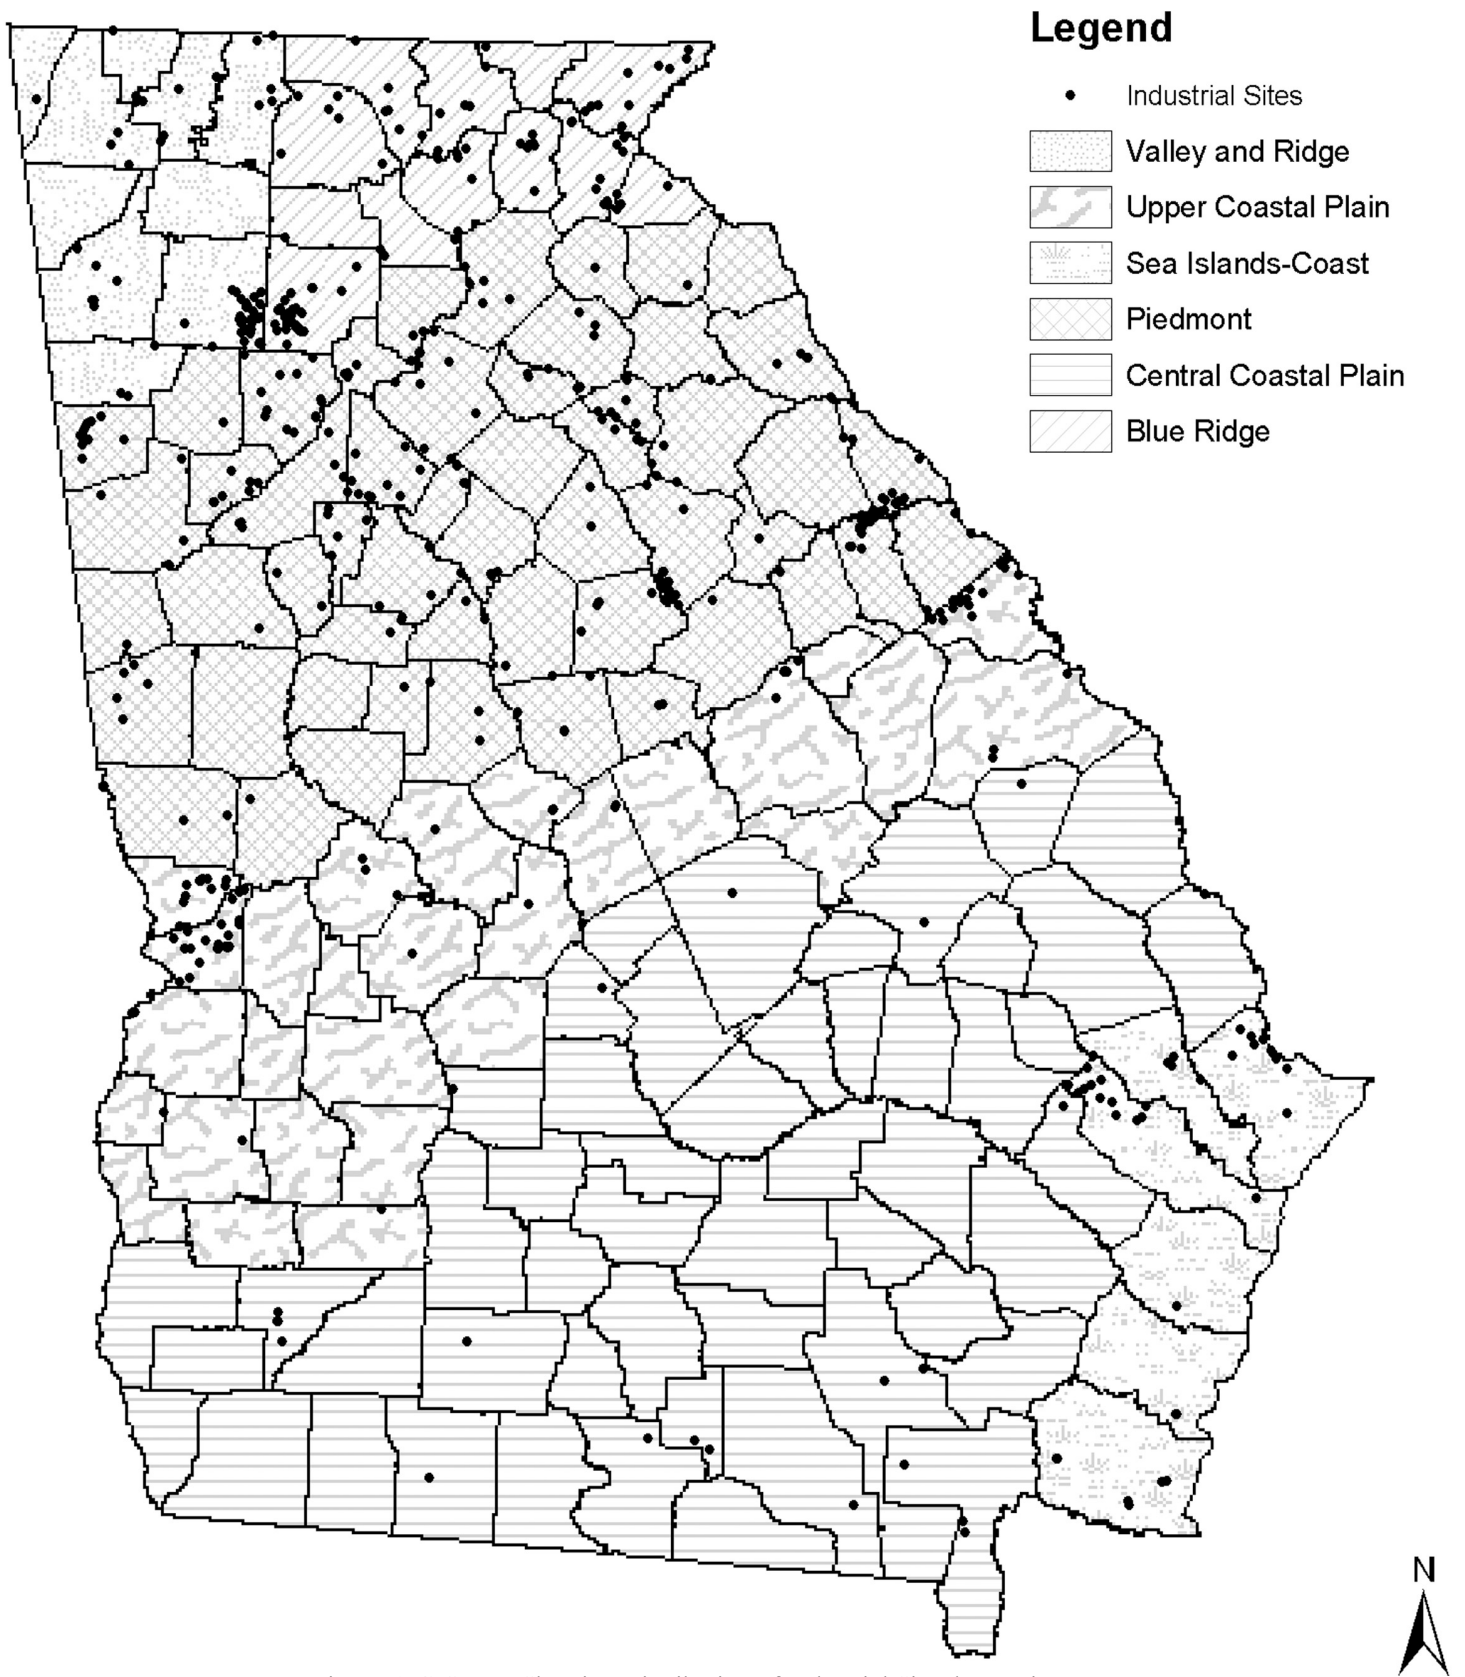 Legend
Industrial Sites
Valley and Ridge
Upper Coastal Plain
Sea Islands-Coast
Piedmont
Central Coastal Plain
Blue Ridge
N